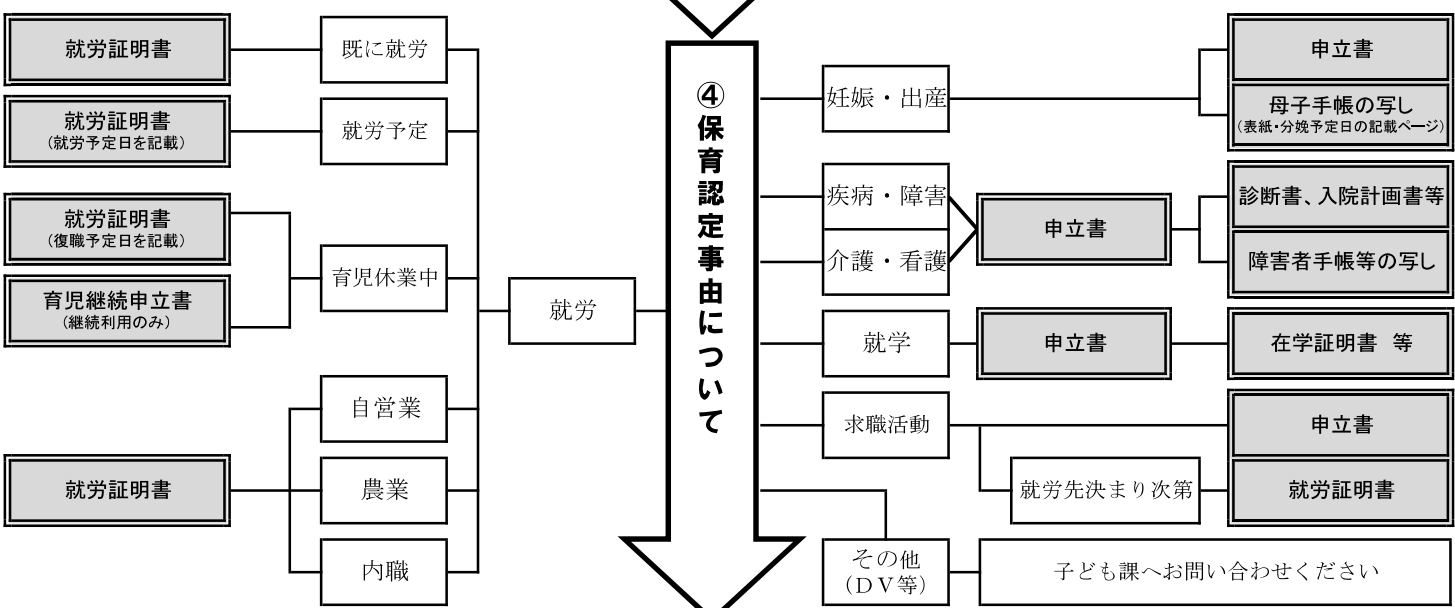 就労証明書
既に就労
就労証明書
(就労予定日を記載)
就労予定
就労証明書
(復職予定日を記載)
育児継続申立書
(継続利用のみ)
育児休業中
就労
自営業
就労証明書
農業
内職
④保育認定事由について
妊娠・出産
申立書
母子手帳の写し
(表紙・分娩予定日の記載ページ)
疾病・障害
介護・看護
申立書
診断書、入院計画書等
障害者手帳等の写し
就学
申立書
在学証明書 等
求職活動
申立書
就労先決まり次第
就労証明書
その他
(ＤＶ等)
子ども課へお問い合わせください